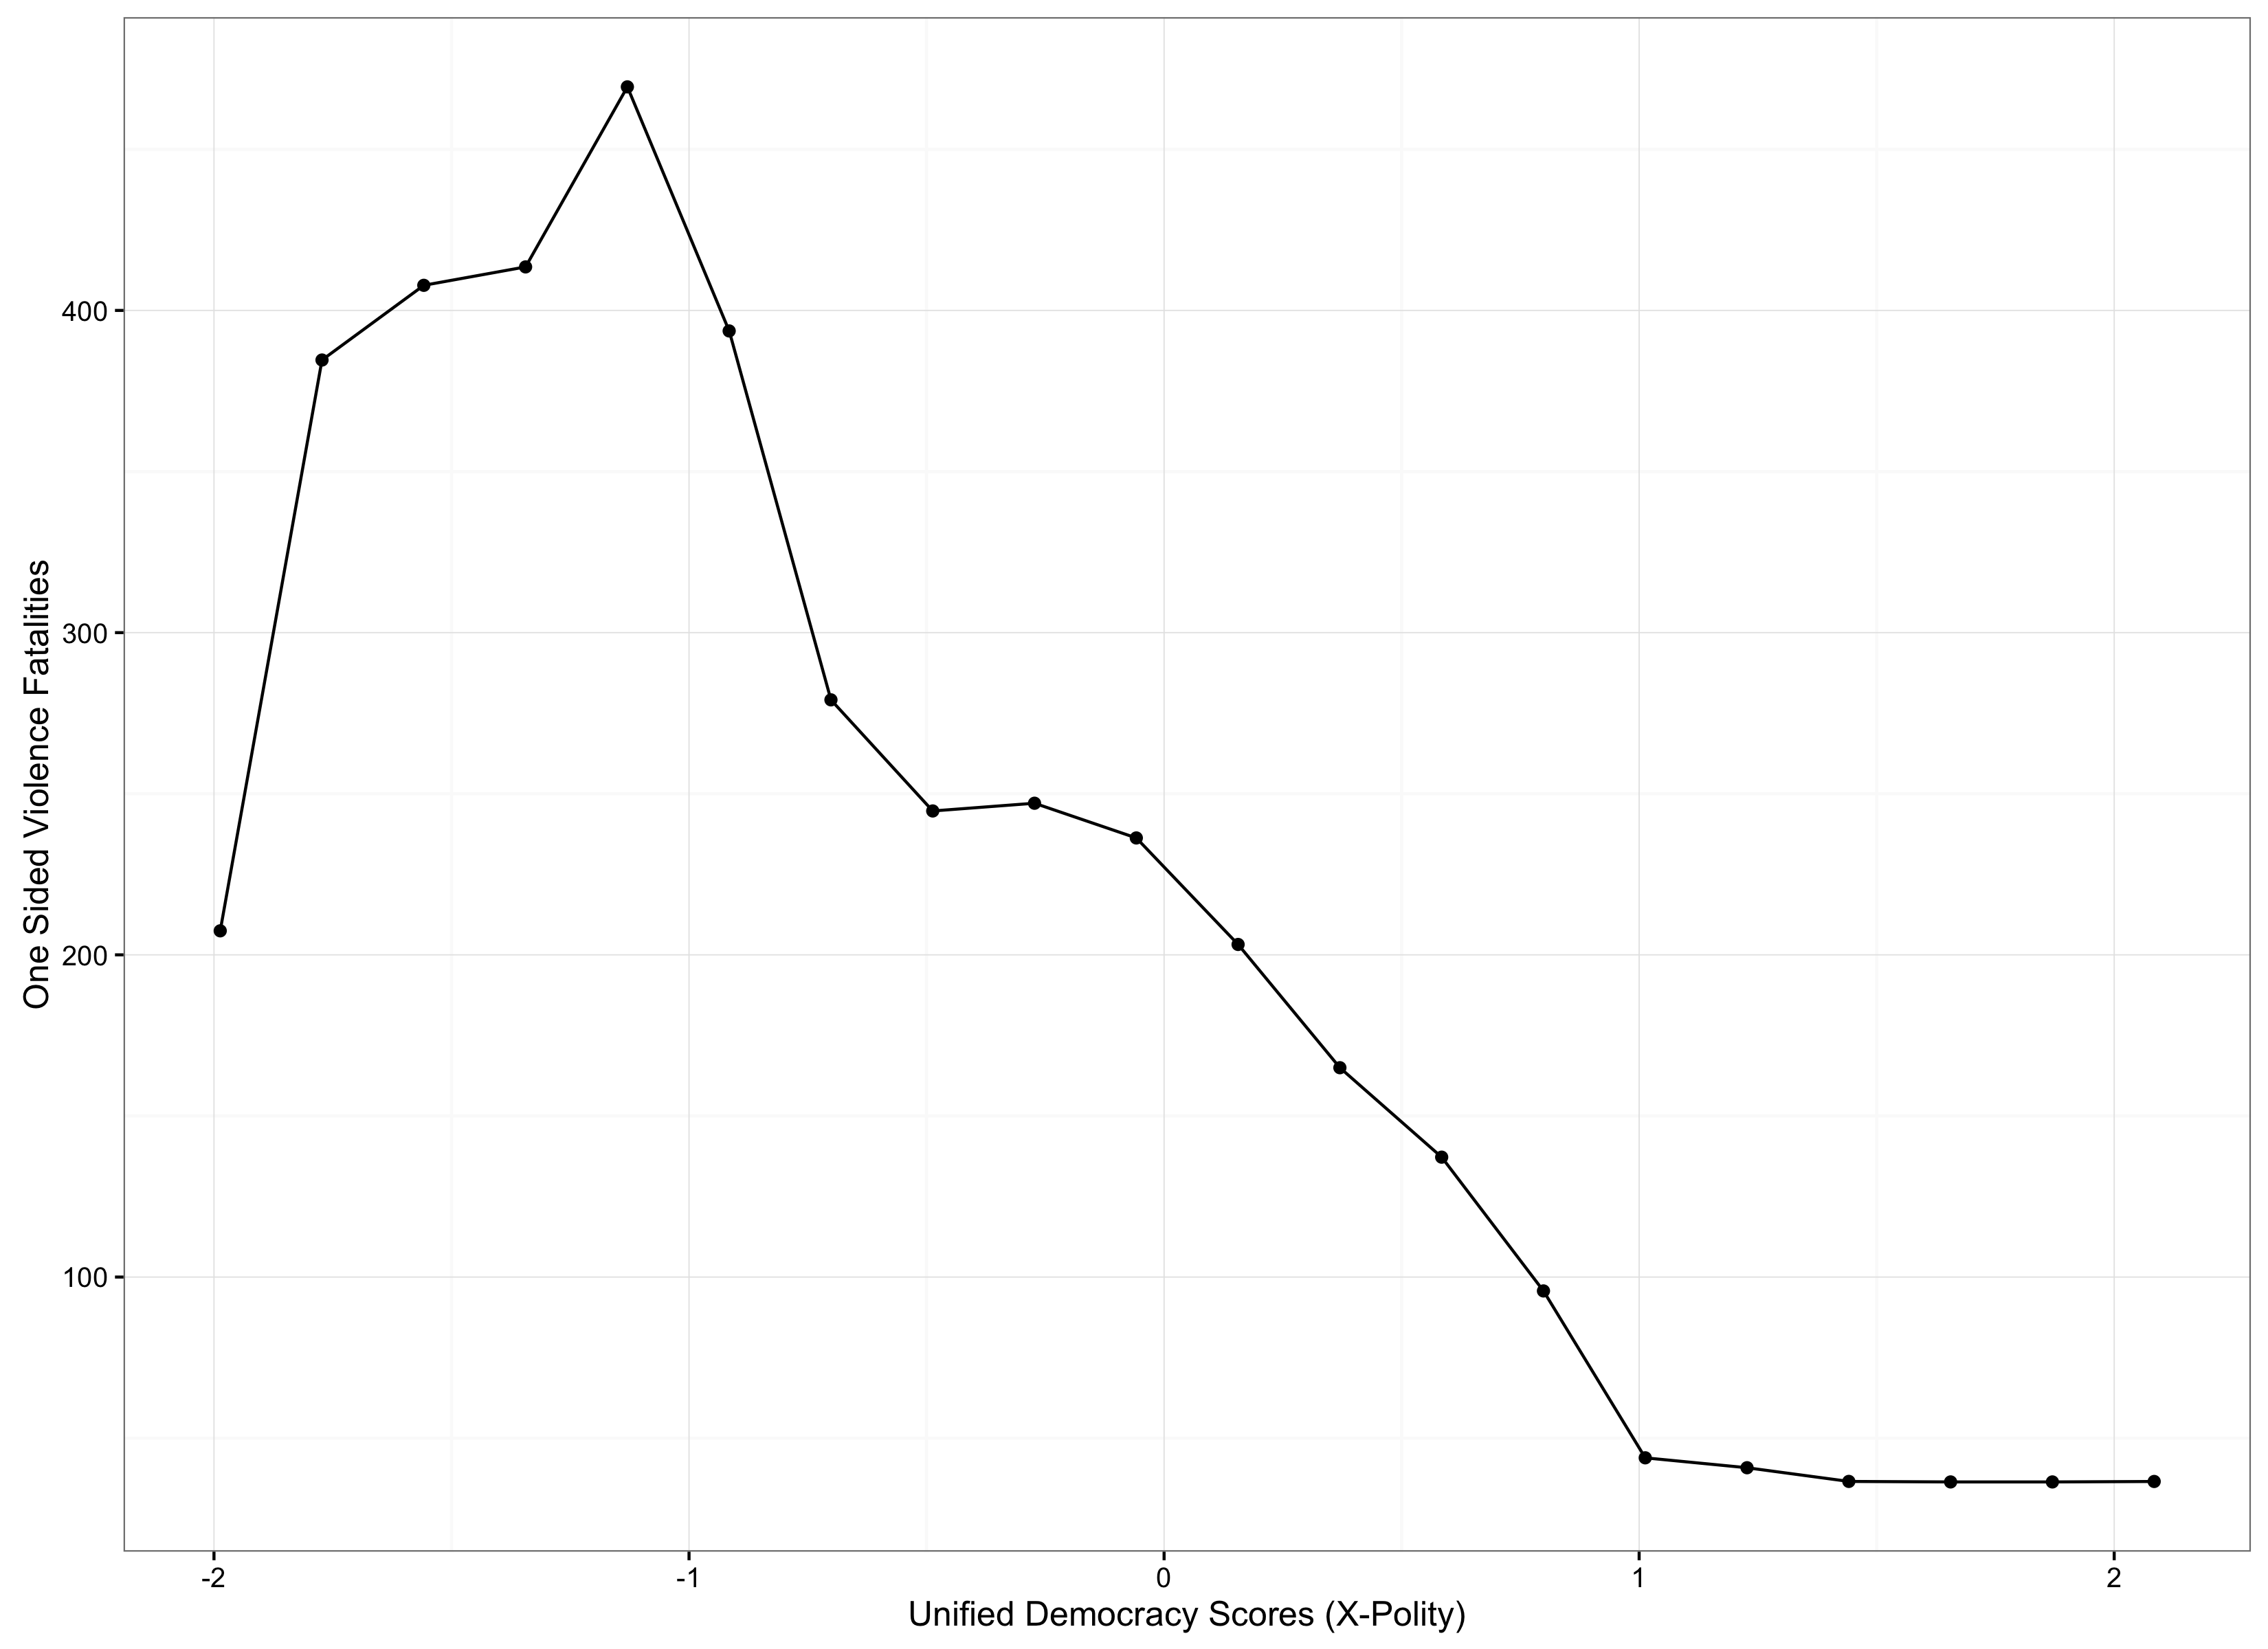 One Sided Violence Fatalities
400
300
200
100
-2 -1 0 1 2
Unified Democracy Scores (X-Polity)